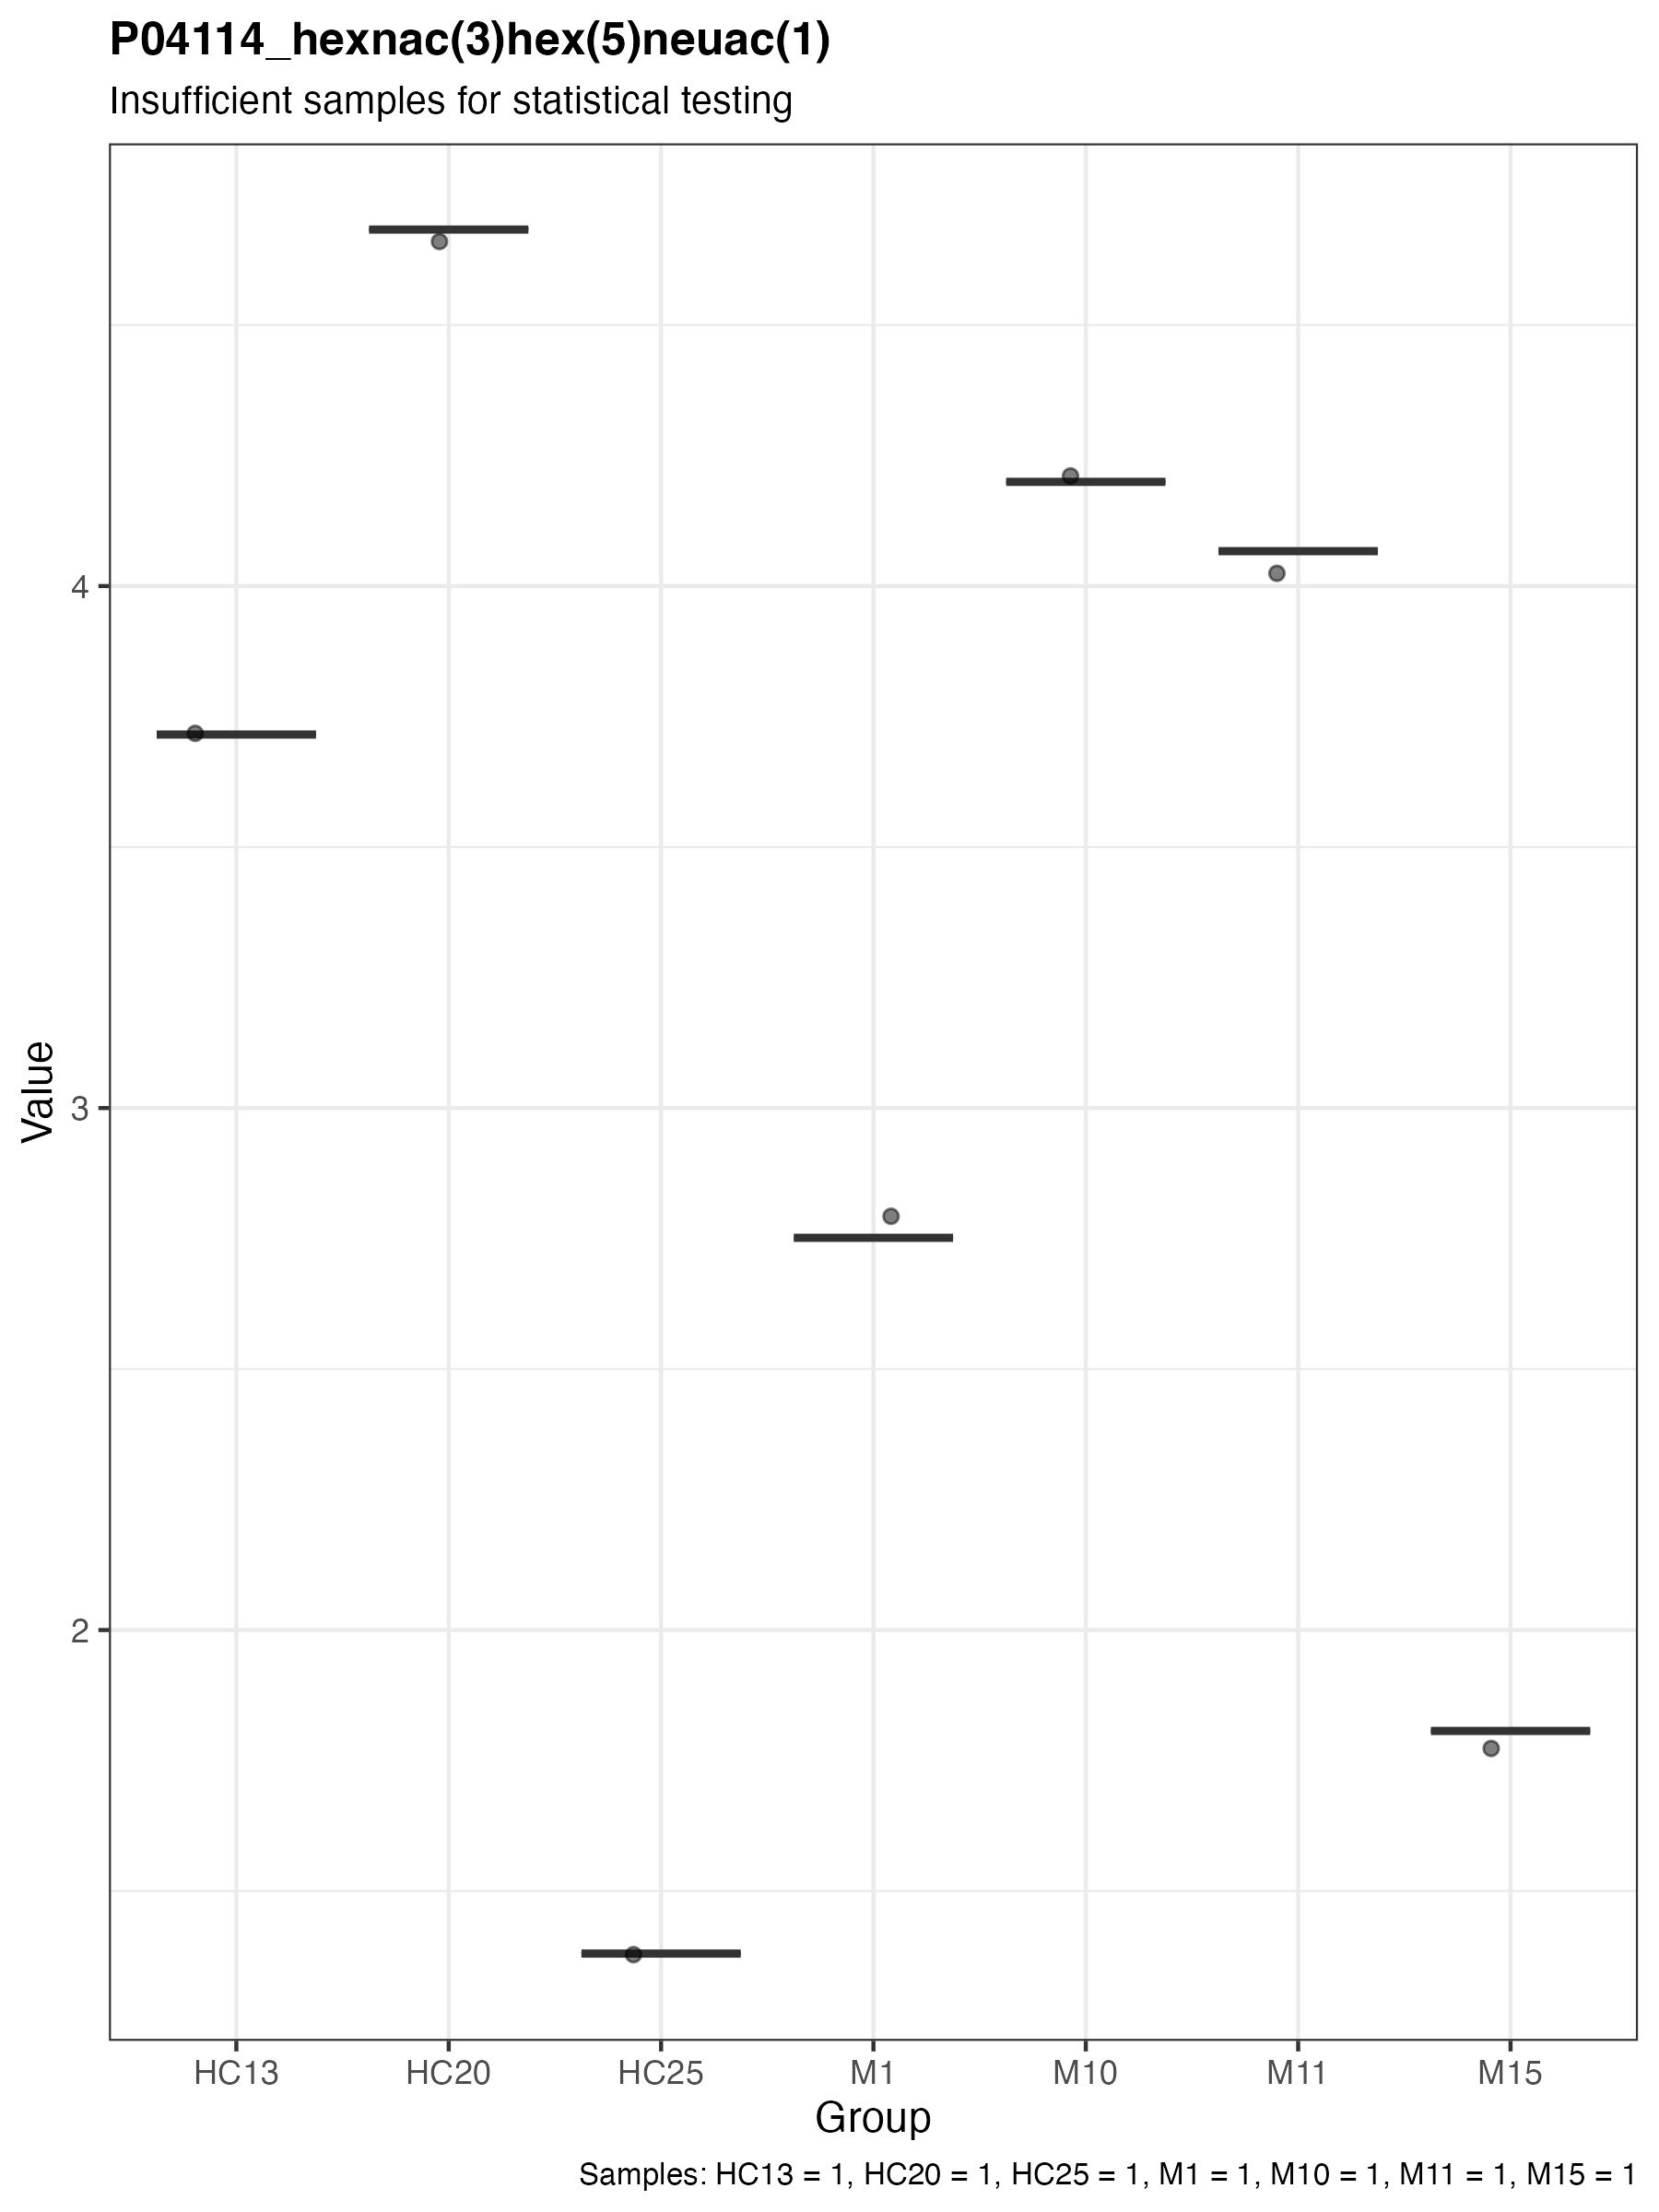 P04114_hexnac(3)hex(5)neuac(1)
Insufficient samples for statistical testing
Value
4
3
2
HC13 HC20 HC25 M1 M10 M11 M15
Group
Samples: HC13 = 1, HC20 = 1, HC25 = 1, M1 = 1, M10 = 1, M11 = 1, M15 = 1